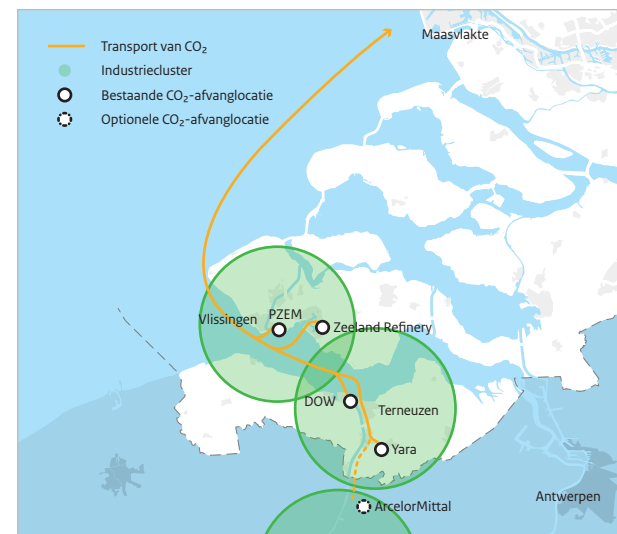 Maasvlakte
Transport van CO₂
Industriecluster
Bestaande CO₂-afvanglocatie
Optionele CO₂-afvanglocatie
Vlissingen
PZEM
Zeeland Refinery
DOW
Terneuzen
Yara
Antwerpen
ArcelorMittal